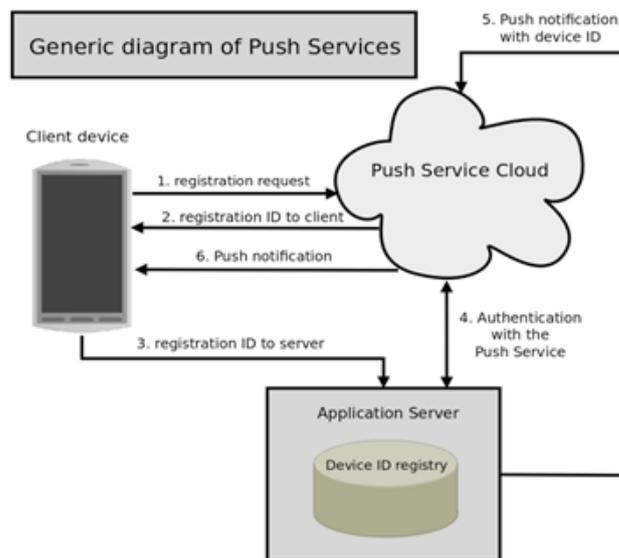 Generic diagram of Push Services
5. Push notification
with device ID
Client device
Push Service Cloud
1. registration request
2. registration ID to client
6. Push notification
4. Authentication
with the
Push Service
3. registration ID to server
Application Server
Device ID registry